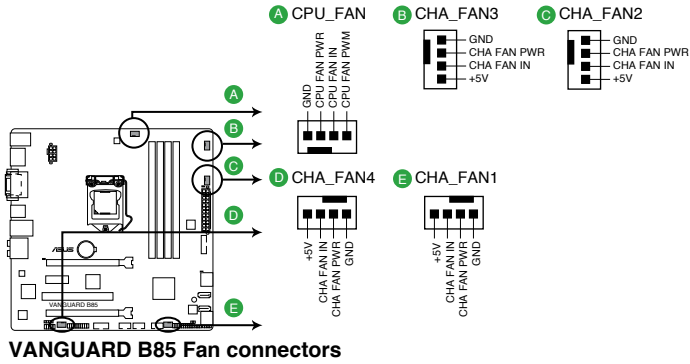 A CPU_FAN
GND
CPU FAN PWR
CPU FAN IN
CPU FAN PWM
B CHA_FAN3
GND
CHA FAN PWR
CHA FAN IN
+5V
C CHA_FAN2
GND
CHA FAN PWR
CHA FAN IN
+5V
A
B
C
D
E
D CHA_FAN4
+5V
CHA FAN IN
CHA FAN PWR
GND
E CHA_FAN1
+5V
CHA FAN IN
CHA FAN PWR
GND
ASUS
VANGUARD B85
VANGUARD B85 Fan connectors